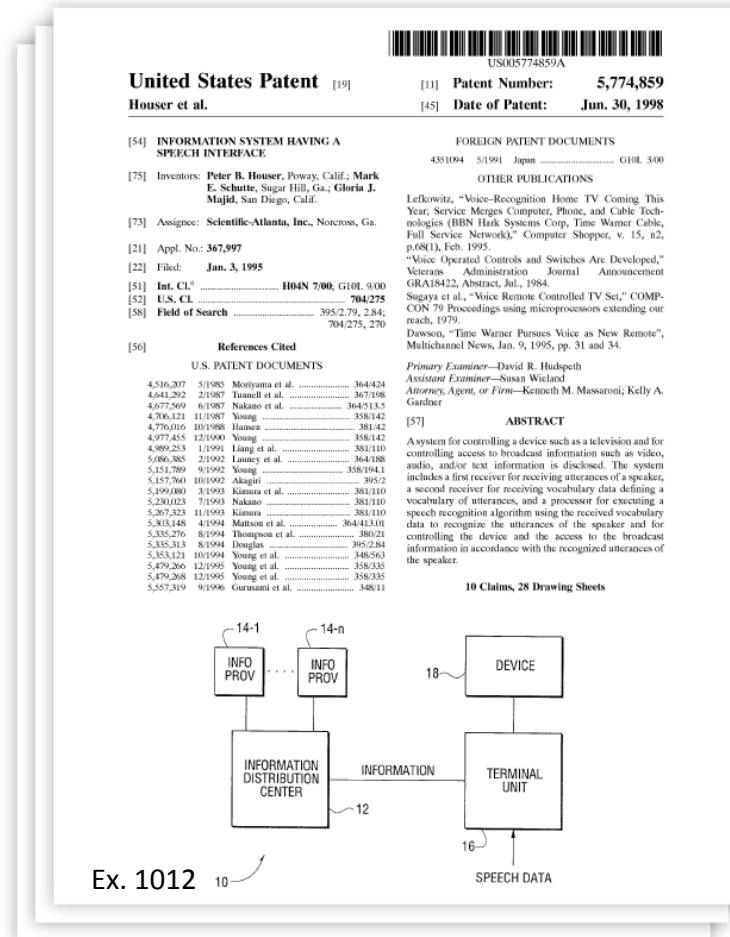 US005774859A
United States Patent [19]
Houser et al.
[11] Patent Number: 5,774,859
[45] Date of Patent: Jun. 30, 1998
[54] INFORMATION SYSTEM HAVING A
SPEECH INTERFACE
[75] Inventors: Peter B. Houser, Poway, Calif.; Mark
E. Schutte, Sugar Hill, Ga.; Gloria J.
Majid, San Diego, Calif.
[73] Assignee: Scientific-Atlanta, Inc., Norcross, Ga.
[21] Appl. No.: 367,997
[22] Filed: Jan. 3, 1995
[51] Int. Cl.⁶ ............................ H04N 7/00; G10L 9/00
[52] U.S. Cl. .................................................. 704/275
[58] Field of Search ........................... 395/2.79, 2.84;
704/275, 270
[56] References Cited
U.S. PATENT DOCUMENTS
4,516,207 5/1985 Moriyama et al. .................. 364/424
4,641,292 2/1987 Tunnell et al. ....................... 367/198
4,677,569 6/1987 Nakano et al. ..................... 364/513.5
4,706,121 11/1987 Young ................................... 358/142
4,776,016 10/1988 Hansen .................................. 381/42
4,977,455 12/1990 Young ................................... 358/142
4,989,253 1/1991 Liang et al. ........................... 381/110
5,086,385 2/1992 Launey et al. ........................ 364/188
5,151,789 9/1992 Young ................................. 358/194.1
5,157,760 10/1992 Akagiri .................................... 395/2
5,199,080 3/1993 Kimura et al. ........................ 381/110
5,230,023 7/1993 Nakano ................................. 381/110
5,267,323 11/1993 Kimura ................................. 381/110
5,303,148 4/1994 Mattson et al. .................. 364/413.01
5,335,276 8/1994 Thompson et al. .................... 380/21
5,335,313 8/1994 Douglas ............................... 395/2.84
5,353,121 10/1994 Young et al. ......................... 348/563
5,479,266 12/1995 Young et al. ......................... 358/335
5,479,268 12/1995 Young et al. ......................... 358/335
5,557,319 9/1996 Gurusami et al. ..................... 348/11
FOREIGN PATENT DOCUMENTS
4351094 5/1991 Japan .............................. G10L 3/00
OTHER PUBLICATIONS
Lefkowitz, “Voice–Recognition Home TV Coming This
Year; Service Merges Computer, Phone, and Cable Tech-
nologies (BBN Hark Systems Corp, Time Warner Cable,
Full Service Network),” Computer Shopper, v. 15, n2,
p.68(1), Feb. 1995.
“Voice Operated Controls and Switches Are Developed,”
Veterans Administration Journal Announcement
GRA18422, Abstract, Jul., 1984.
Sugaya et al., “Voice Remote Controlled TV Set,” COMP-
CON 79 Proceedings using microprocessors extending our
reach, 1979.
Dawson, “Time Warner Pursues Voice as New Remote”,
Multichannel News, Jan. 9, 1995, pp. 31 and 34.
Primary Examiner—David R. Hudspeth
Assistant Examiner—Susan Wieland
Attorney, Agent, or Firm—Kenneth M. Massaroni; Kelly A.
Gardner
[57] ABSTRACT
A system for controlling a device such as a television and for
controlling access to broadcast information such as video,
audio, and/or text information is disclosed. The system
includes a first receiver for receiving utterances of a speaker,
a second receiver for receiving vocabulary data defining a
vocabulary of utterances, and a processor for executing a
speech recognition algorithm using the received vocabulary
data to recognize the utterances of the speaker and for
controlling the device and the access to the broadcast
information in accordance with the recognized utterances of
the speaker.
10 Claims, 28 Drawing Sheets
14-1
14-n
INFO
PROV
INFO
PROV
18
DEVICE
INFORMATION
DISTRIBUTION
CENTER
INFORMATION
TERMINAL
UNIT
12
16
Ex. 1012
10
SPEECH DATA